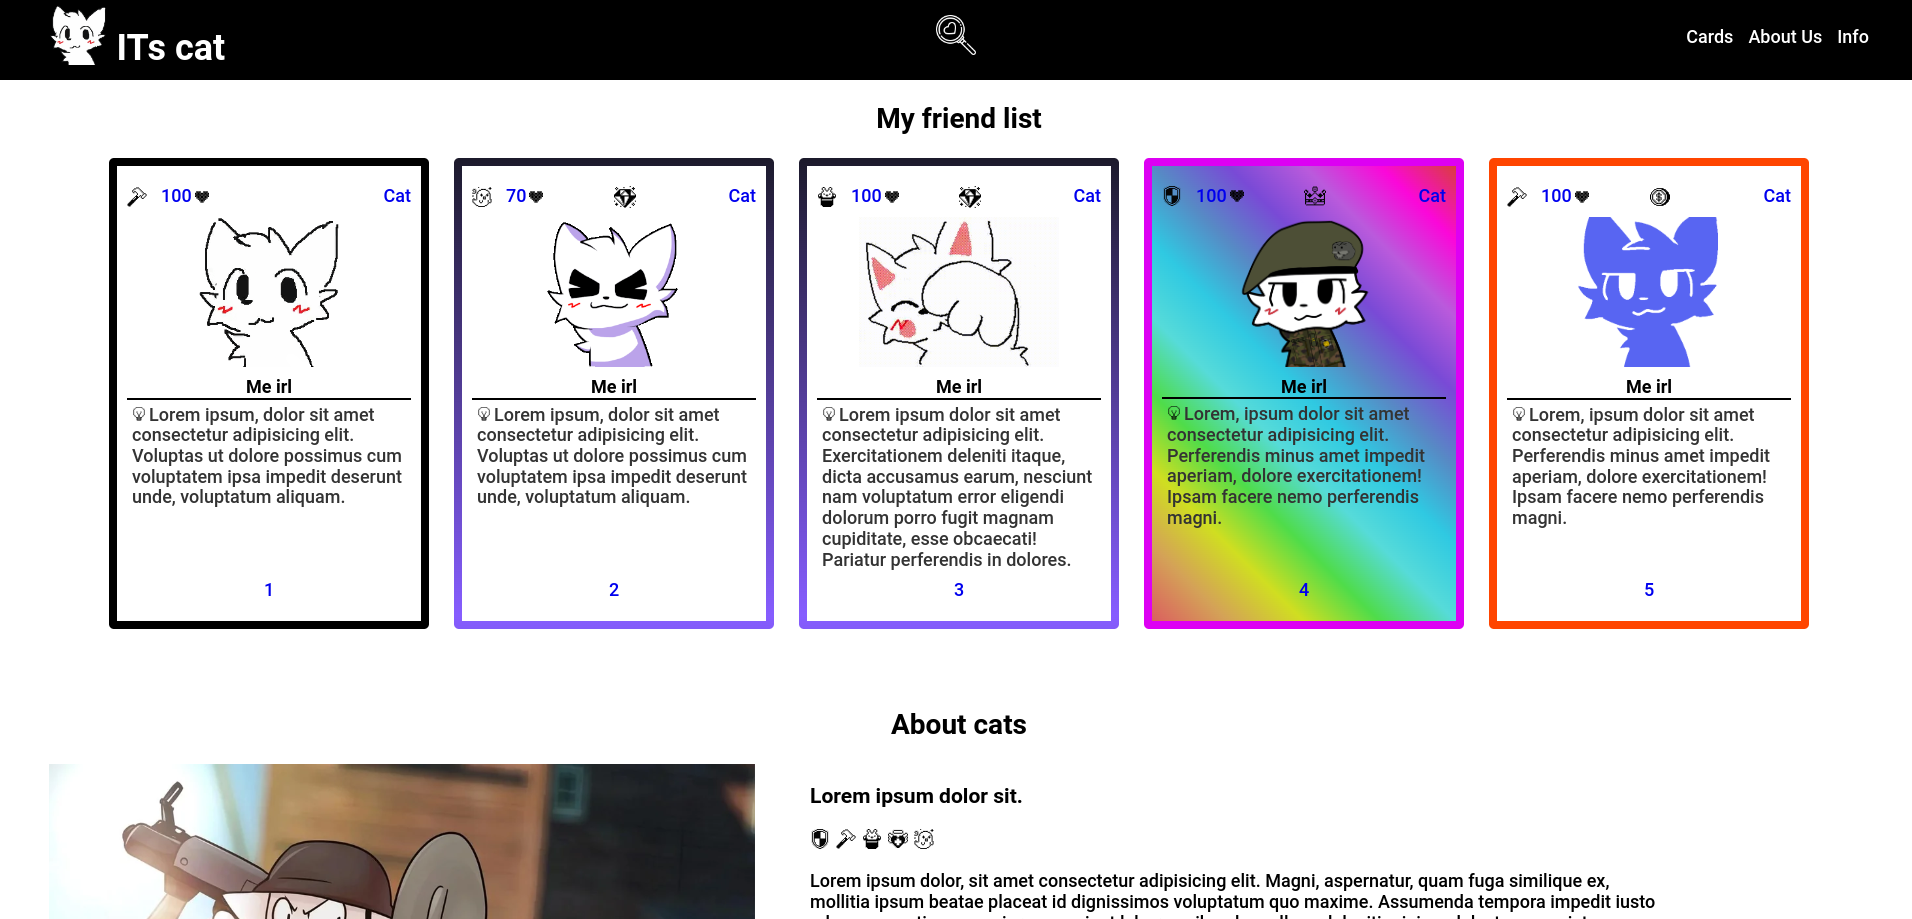 ITs cat
Cards About Us Info
My friend list
100 Cat
Me irl
Lorem ipsum, dolor sit amet
consectetur adipisicing elit.
Voluptas ut dolore possimus cum
voluptatem ipsa impedit deserunt
unde, voluptatum aliquam.
1
70 Cat
Me irl
Lorem ipsum, dolor sit amet
consectetur adipisicing elit.
Voluptas ut dolore possimus cum
voluptatem ipsa impedit deserunt
unde, voluptatum aliquam.
2
100 Cat
Me irl
Lorem ipsum dolor sit amet
consectetur adipisicing elit.
Exercitationem deleniti itaque,
dicta accusamus earum, nesciunt
nam voluptatum error eligendi
dolorum porro fugit magnam
cupiditate, esse obcaecati!
Pariatur perferendis in dolores.
3
100 Cat
Me irl
Lorem, ipsum dolor sit amet
consectetur adipisicing elit.
Perferendis minus amet impedit
aperiam, dolore exercitationem!
Ipsam facere nemo perferendis
magni.
4
100 Cat
Me irl
Lorem, ipsum dolor sit amet
consectetur adipisicing elit.
Perferendis minus amet impedit
aperiam, dolore exercitationem!
Ipsam facere nemo perferendis
magni.
5
About cats
Lorem ipsum dolor sit.
Lorem ipsum dolor, sit amet consectetur adipisicing elit. Magni, aspernatur, quam fuga similique ex,
mollitia ipsum beatae placeat id dignissimos voluptatum quo maxime. Assumenda tempora impedit iusto